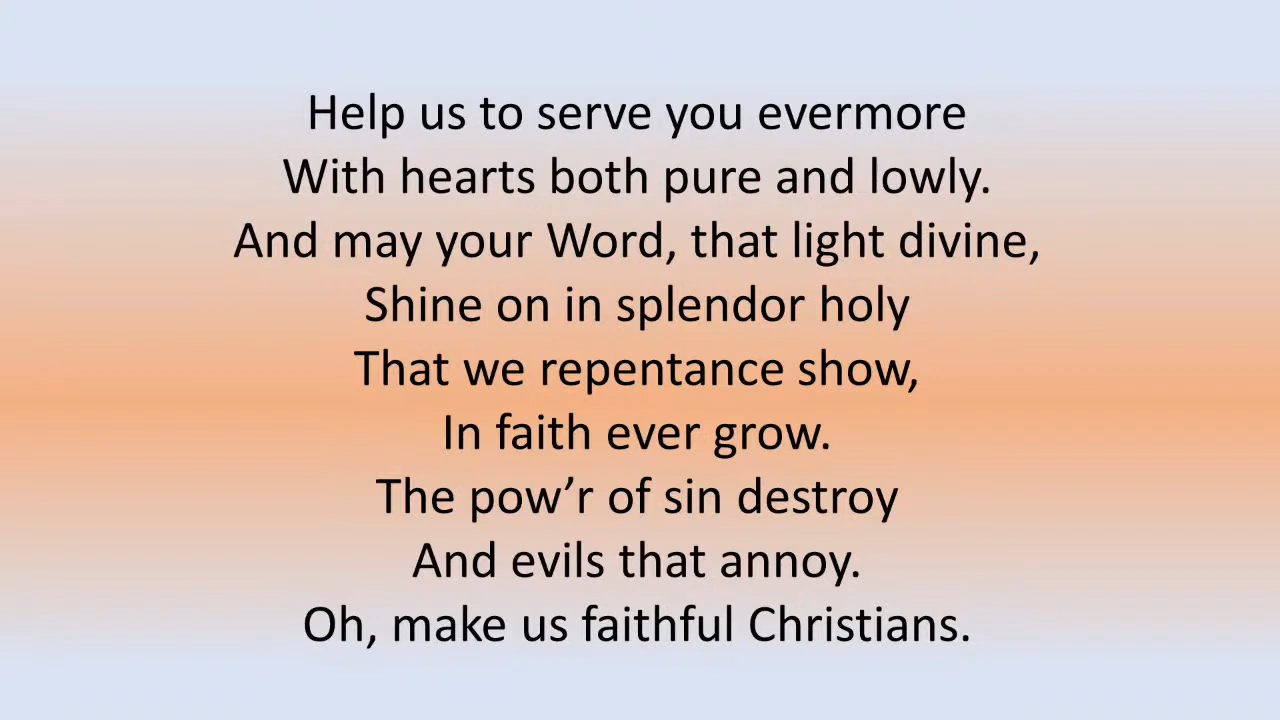 Help us to serve you evermore
With hearts both pure and lowly.
And may your Word, that light divine,
Shine on in splendor holy
That we repentance show,
In faith ever grow.
The pow’r of sin destroy
And evils that annoy.
Oh, make us faithful Christians.